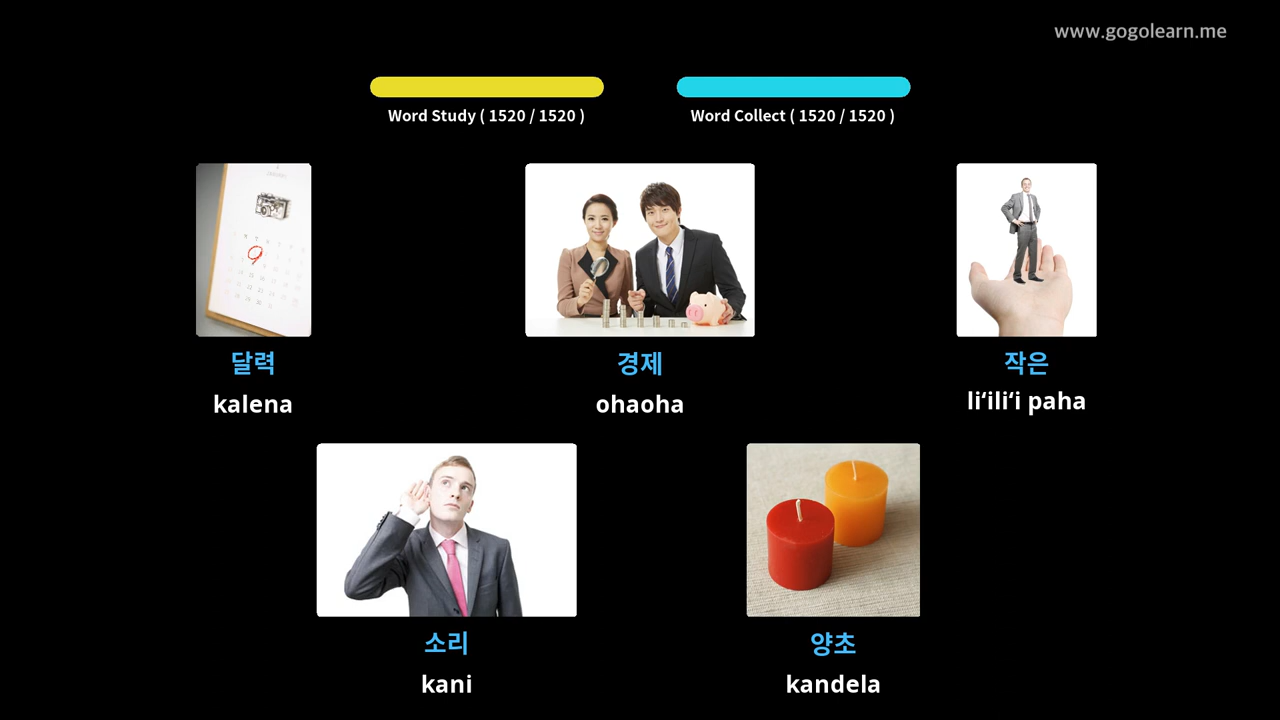 www.gogolearn.me
Word Study ( 1520 / 1520 )
Word Collect ( 1520 / 1520 )
달력
경제
작은
kalena
ohaoha
liʻiliʻi paha
소리
양초
kani
kandela